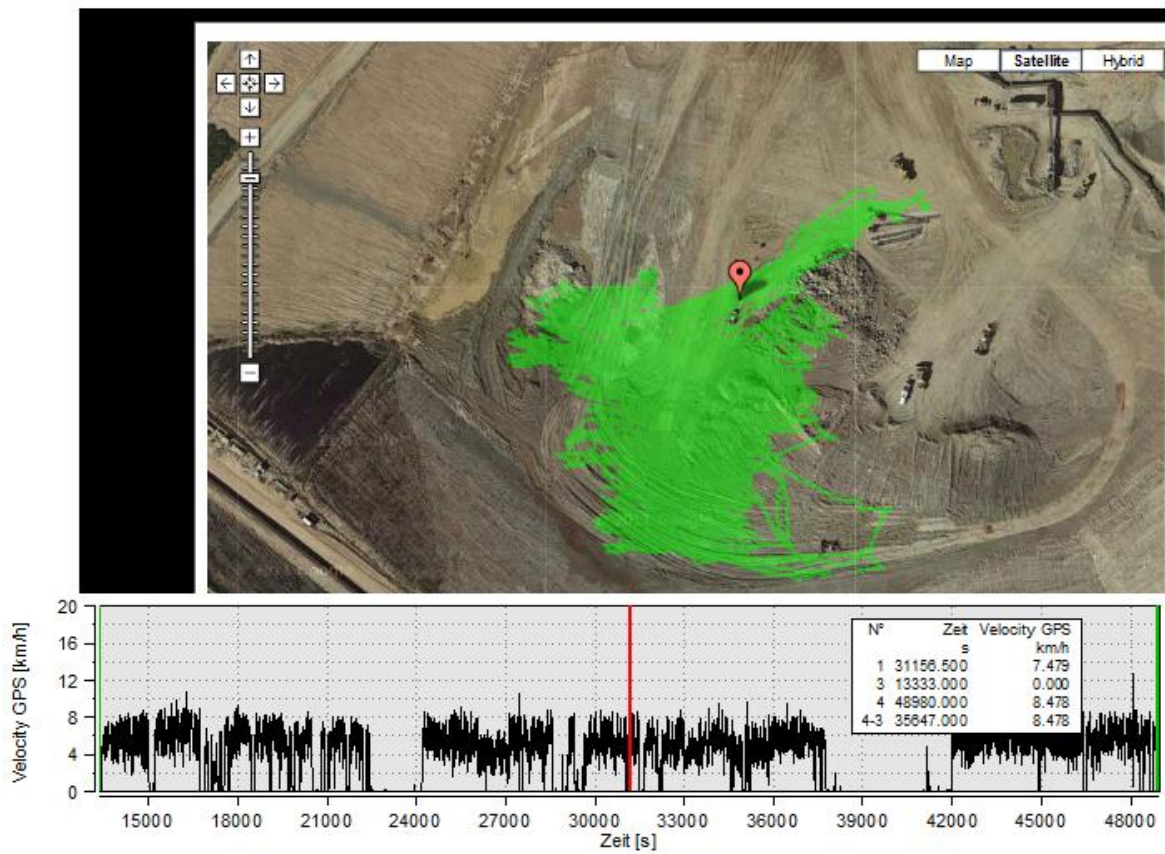 Map Satellite Hybrid
20
16
12
8
4
0
Velocity GPS [km/h]
N° Zeit Velocity GPS
s km/h
1 31156.500 7.479
3 13333.000 0.000
4 48980.000 8.478
4-3 35647.000 8.478
15000 18000 21000 24000 27000 30000 33000 36000 39000 42000 45000 48000
Zeit [s]